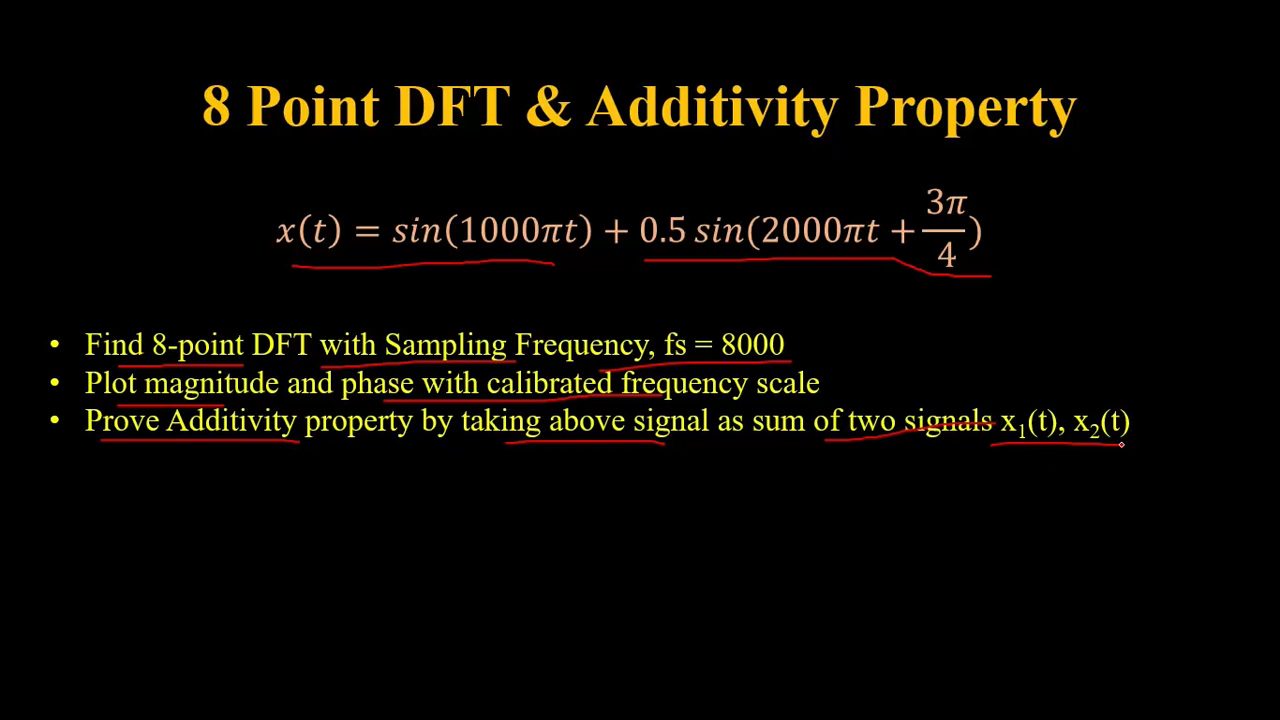 8 Point DFT & Additivity Property
x(t) = sin(1000πt) + 0.5 sin(2000πt + 3π/4)
• Find 8-point DFT with Sampling Frequency, fs = 8000
• Plot magnitude and phase with calibrated frequency scale
• Prove Additivity property by taking above signal as sum of two signals x₁(t), x₂(t)